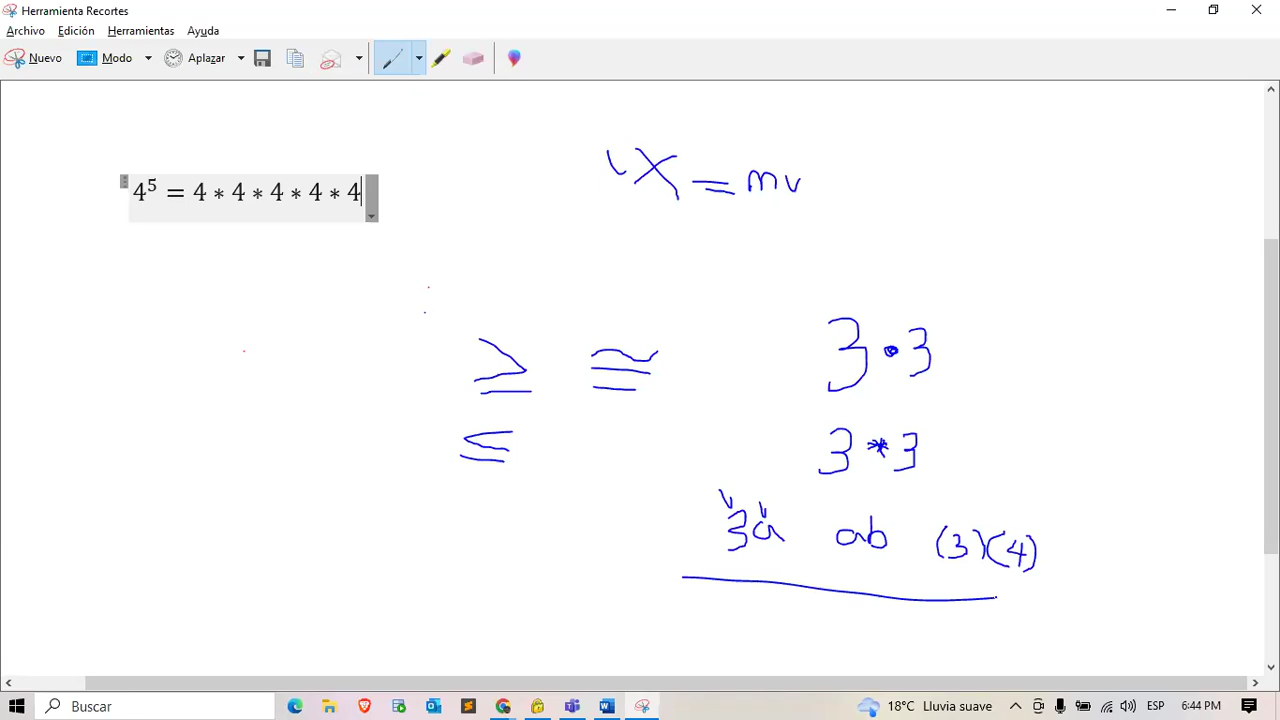 Herramienta Recortes
Archivo Edición Herramientas Ayuda
Nuevo Modo Aplazar
X = mv
4⁵ = 4 * 4 * 4 * 4 * 4
≥ ≅ 3 • 3
≤ 3 * 3
3a ab (3)(4)
Buscar 18°C Lluvia suave ESP 6:44 PM